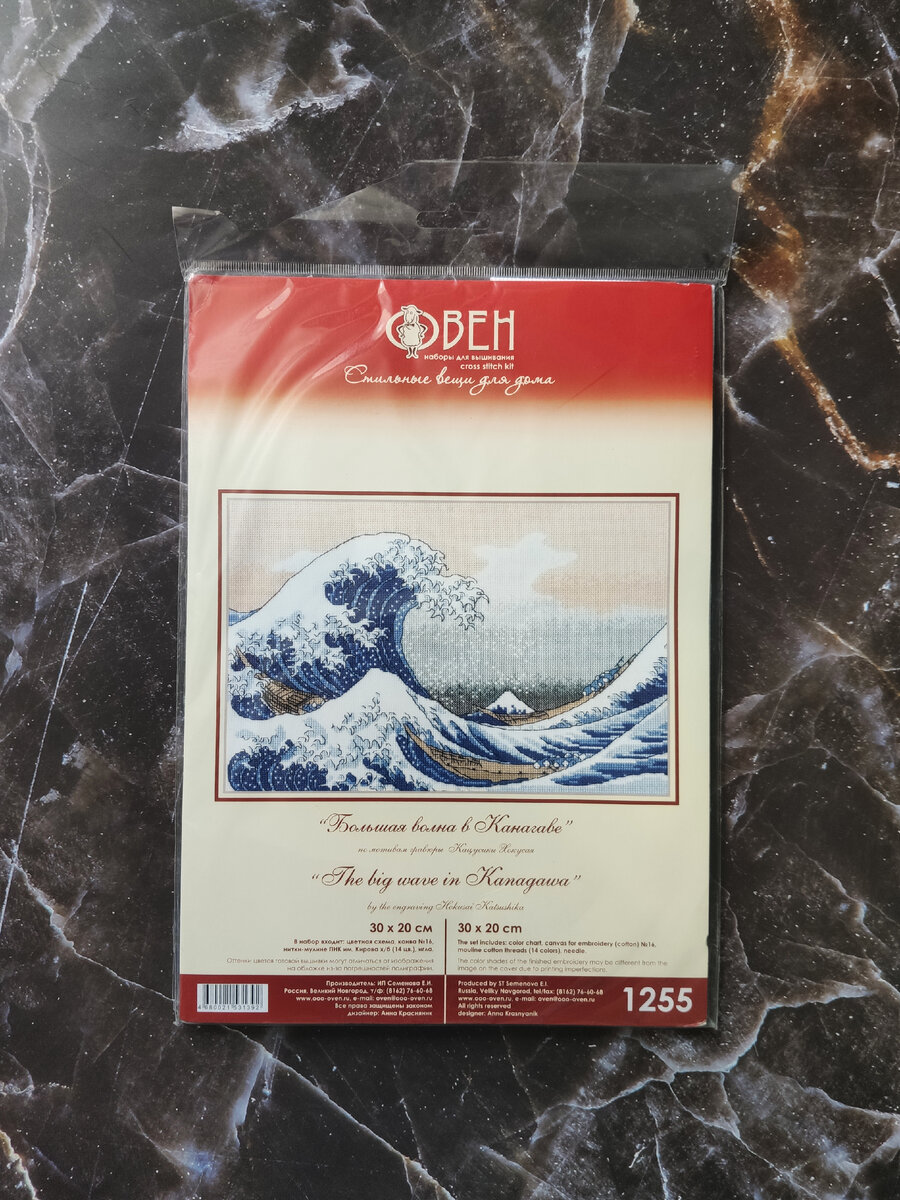 ОВЕН
наборы для вышивания
cross stitch kit
Стильные вещи для дома
“Большая волна в Канагаве”
по мотивам гравюры Кацусики Хокусая
“The big wave in Kanagawa”
by the engraving Hokusai Katsushika
30 x 20 см
В набор входит: цветная схема, канва №16,
нитки-мулине ПНК им. Кирова х/б (14 цв.), игла.
Оттенки цветов готовой вышивки могут отличаться от изображения
на обложке из-за погрешностей полиграфии.
30 x 20 cm
The set includes: color chart, canvas for embroidery (cotton) №16,
mouline cotton threads (14 colors), needle.
The color shades of the finished embroidery may be different from the
image on the cover due to printing imperfections.
4680021531392
Производитель: ИП Семенова Е.И.
Россия, Великий Новгород, т/ф: (8162) 76-60-68
www.ooo-oven.ru, e-mail: oven@ooo-oven.ru
Все права защищены законом
дизайнер: Анна Красняник
Produced by ST Semenova E.I.
Russia, Veliky Novgorod, tel.fax: (8162) 76-60-68
www.ooo-oven.ru, e-mail: oven@ooo-oven.ru
All rights reserved
designer: Anna Krasnyanik
1255